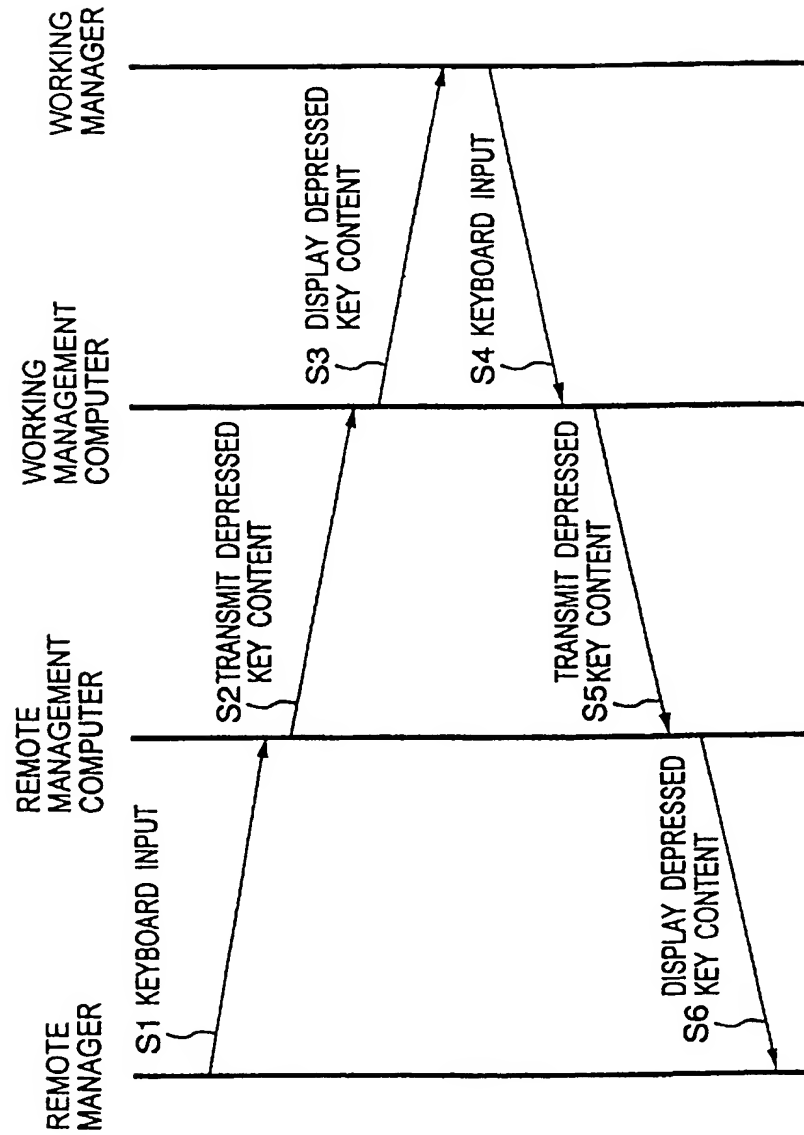 REMOTE
MANAGER
REMOTE
MANAGEMENT
COMPUTER
WORKING
MANAGEMENT
COMPUTER
WORKING
MANAGER
S1 KEYBOARD INPUT
S2 TRANSMIT DEPRESSED
KEY CONTENT
S3 DISPLAY DEPRESSED
KEY CONTENT
S4 KEYBOARD INPUT
TRANSMIT DEPRESSED
S5 KEY CONTENT
DISPLAY DEPRESSED
S6 KEY CONTENT